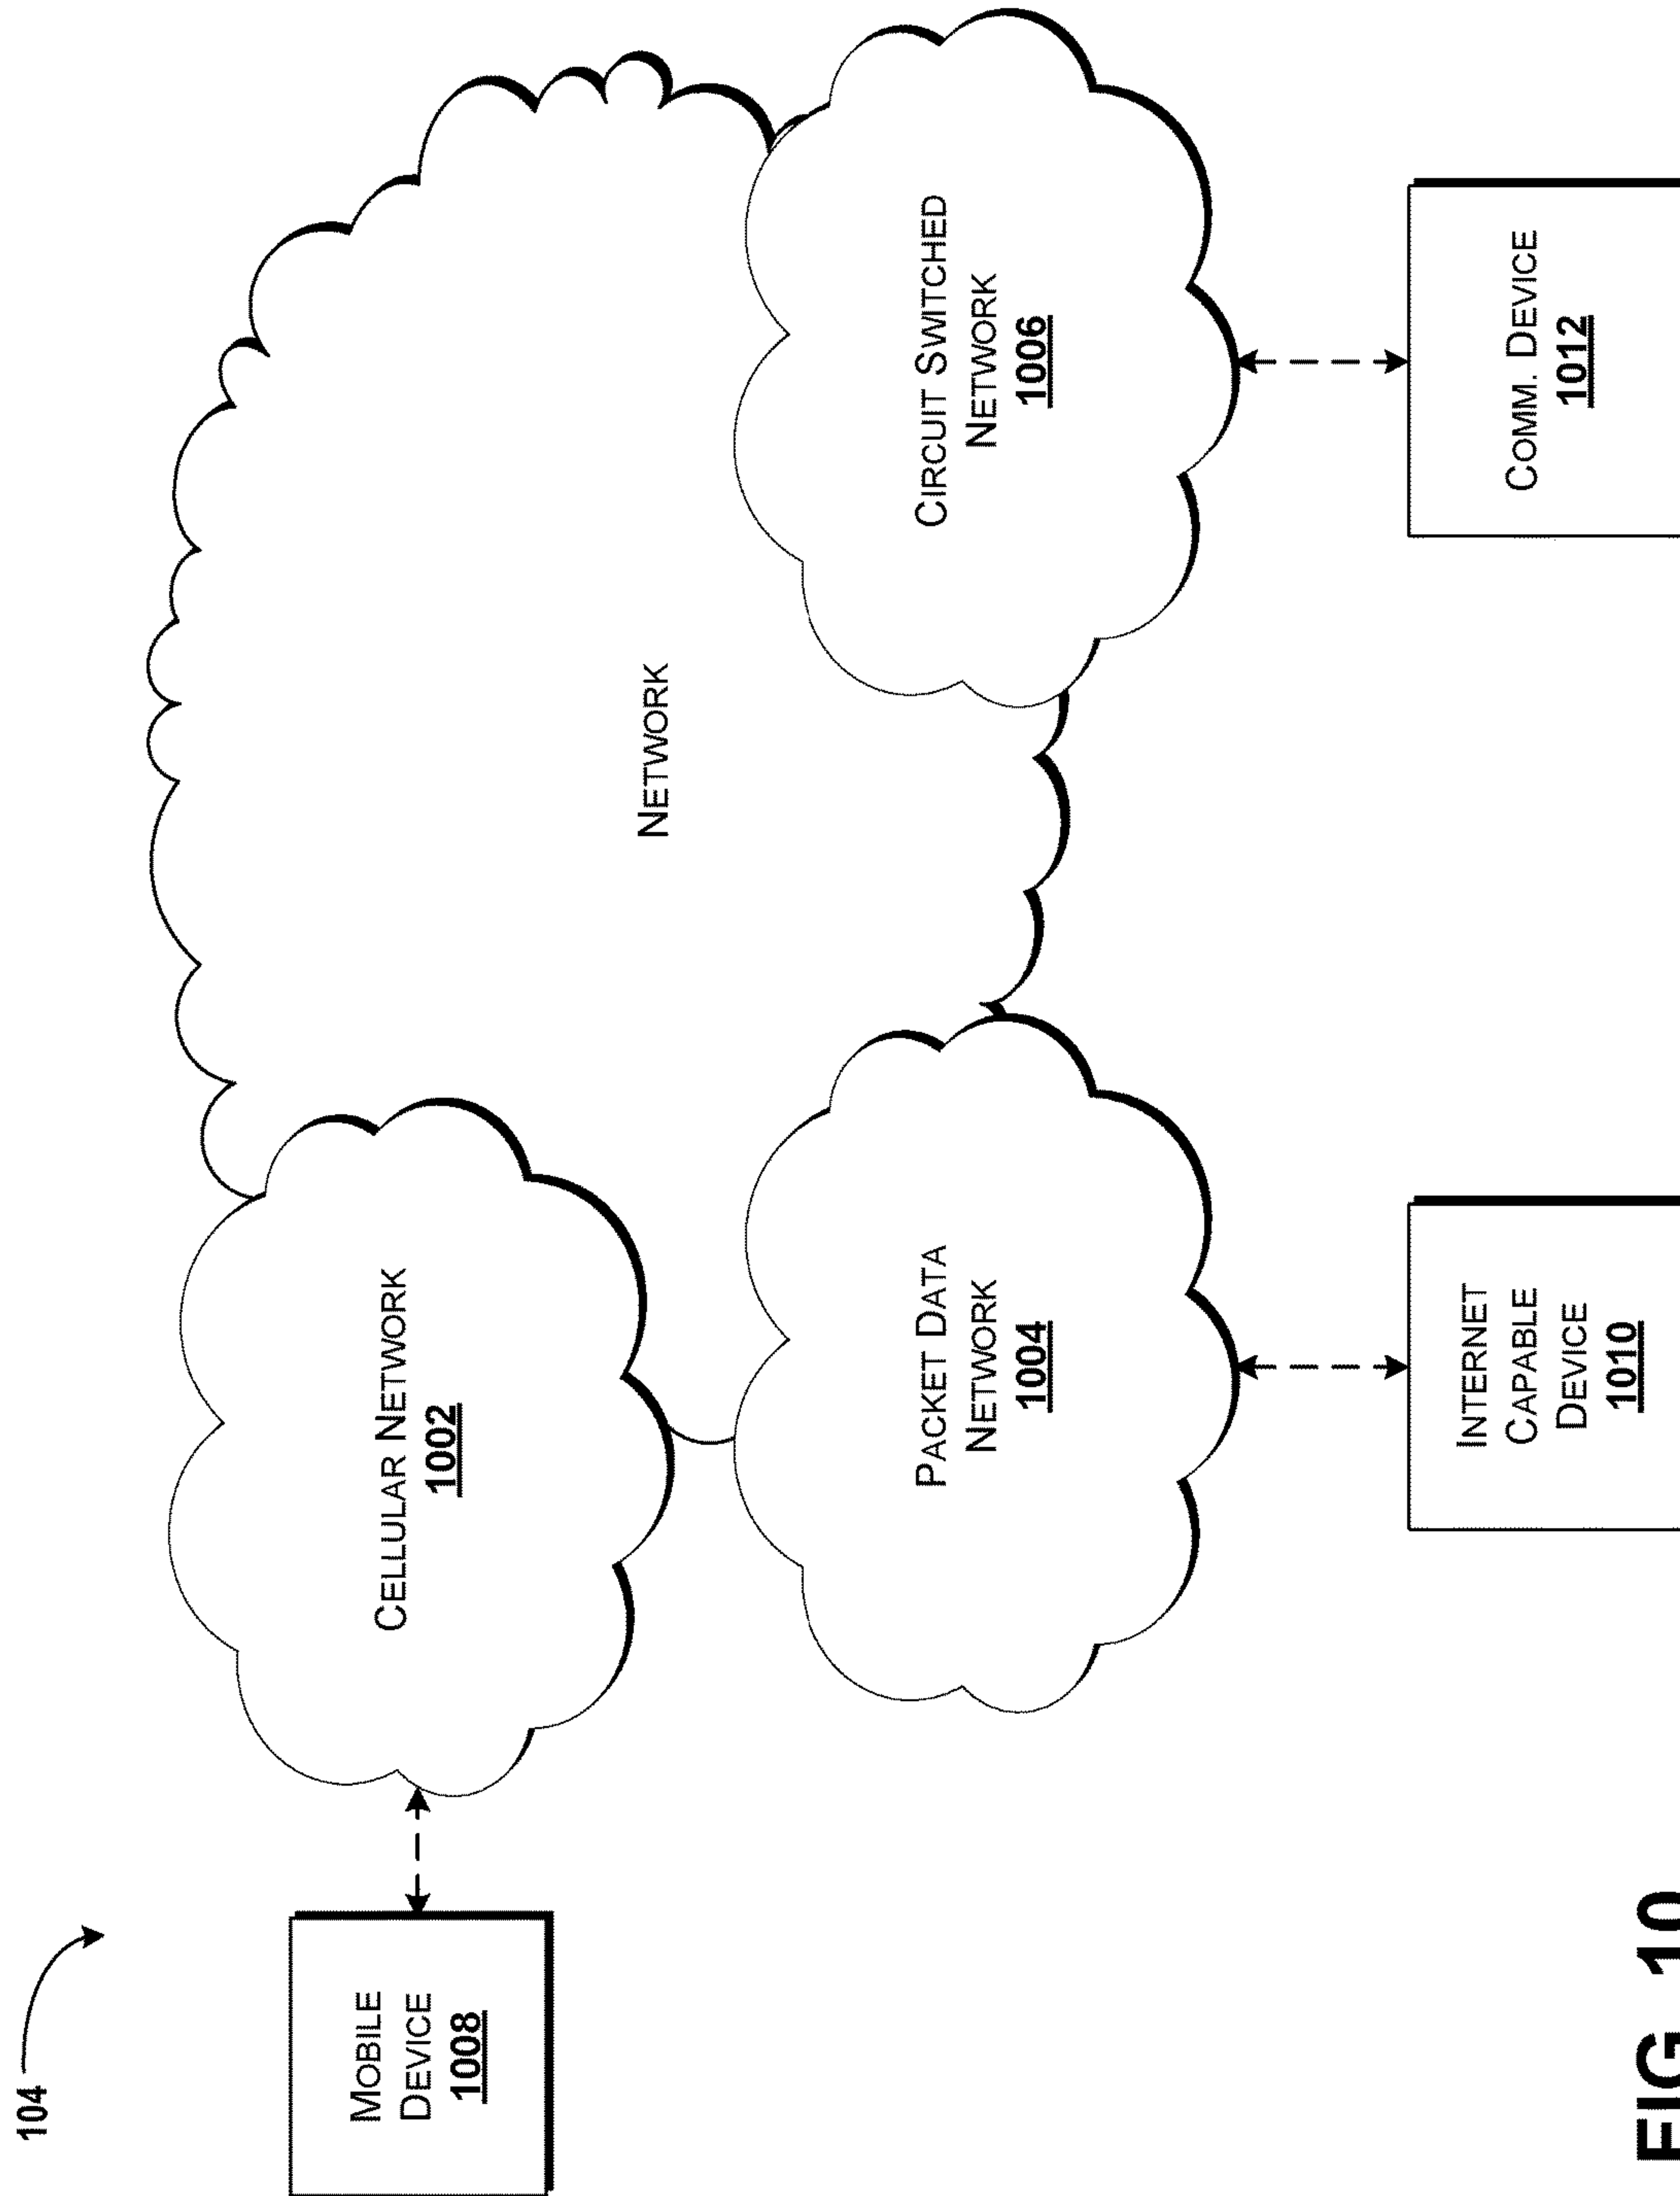 104
MOBILE
DEVICE
1008
CELLULAR NETWORK
1002
NETWORK
PACKET DATA
NETWORK
1004
CIRCUIT SWITCHED
NETWORK
1006
INTERNET
CAPABLE
DEVICE
1010
COMM. DEVICE
1012
FIG. 10